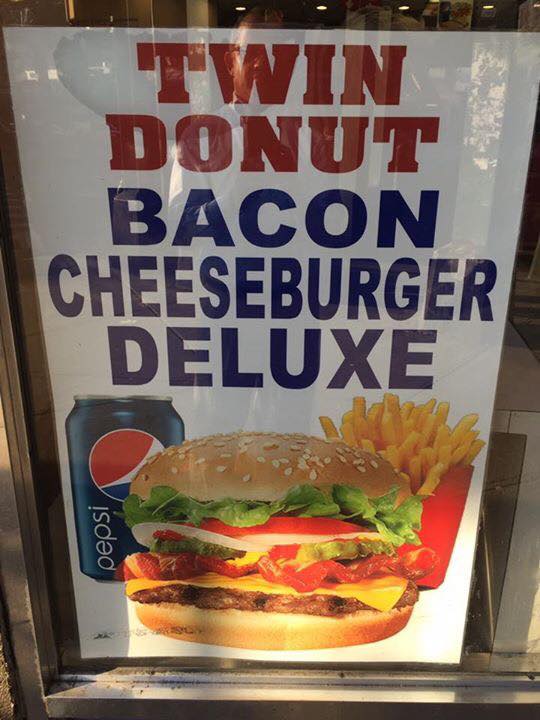 TWIN
DONUT
BACON
CHEESEBURGER
DELUXE
pepsi